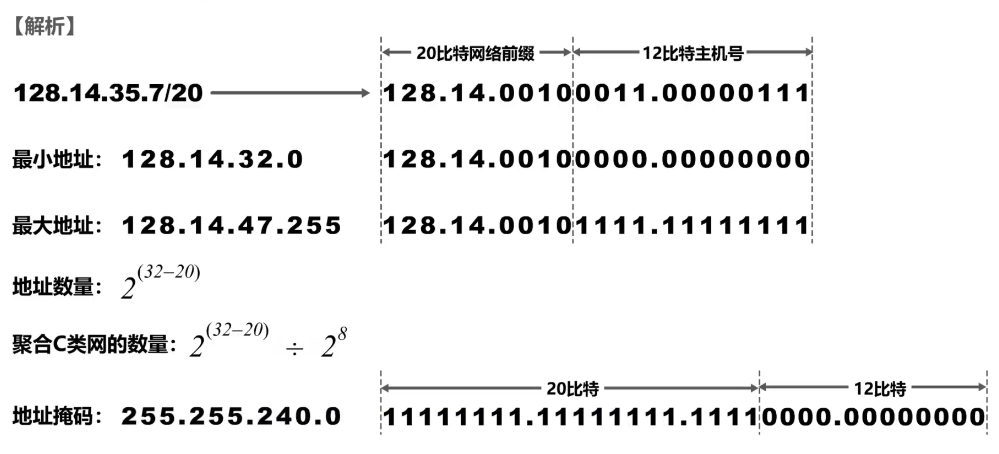 【解析】
20比特网络前缀 12比特主机号
128.14.35.7/20 128.14.00100011.00000111
最小地址： 128.14.32.0 128.14.00100000.00000000
最大地址： 128.14.47.255 128.14.00101111.11111111
地址数量： 2^(32–20)
聚合C类网的数量： 2^(32–20) ÷ 2^8
20比特 12比特
地址掩码： 255.255.240.0 11111111.11111111.11110000.00000000